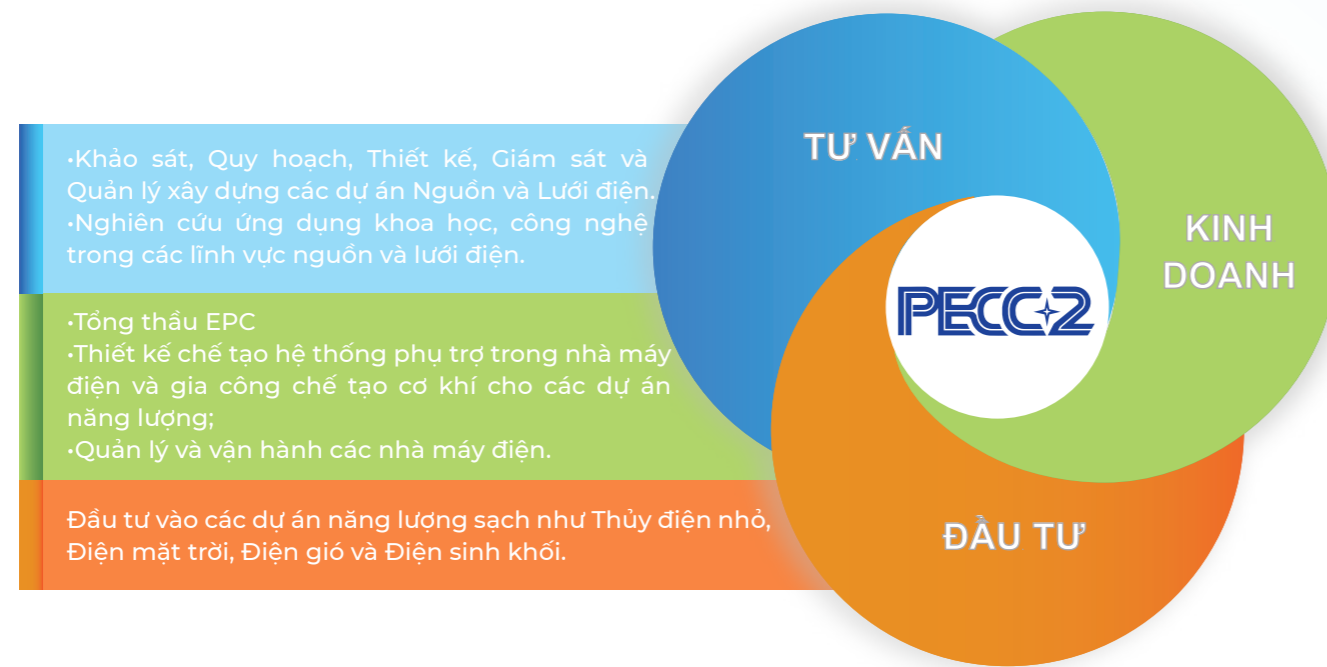 •Khảo sát, Quy hoạch, Thiết kế, Giám sát và
Quản lý xây dựng các dự án Nguồn và Lưới điện.
•Nghiên cứu ứng dụng khoa học, công nghệ
trong các lĩnh vực nguồn và lưới điện.
•Tổng thầu EPC
•Thiết kế chế tạo hệ thống phụ trợ trong nhà máy
điện và gia công chế tạo cơ khí cho các dự án
năng lượng;
•Quản lý và vận hành các nhà máy điện.
Đầu tư vào các dự án năng lượng sạch như Thủy điện nhỏ,
Điện mặt trời, Điện gió và Điện sinh khối.
TƯ VẤN
KINH
DOANH
PECC2
ĐẦU TƯ